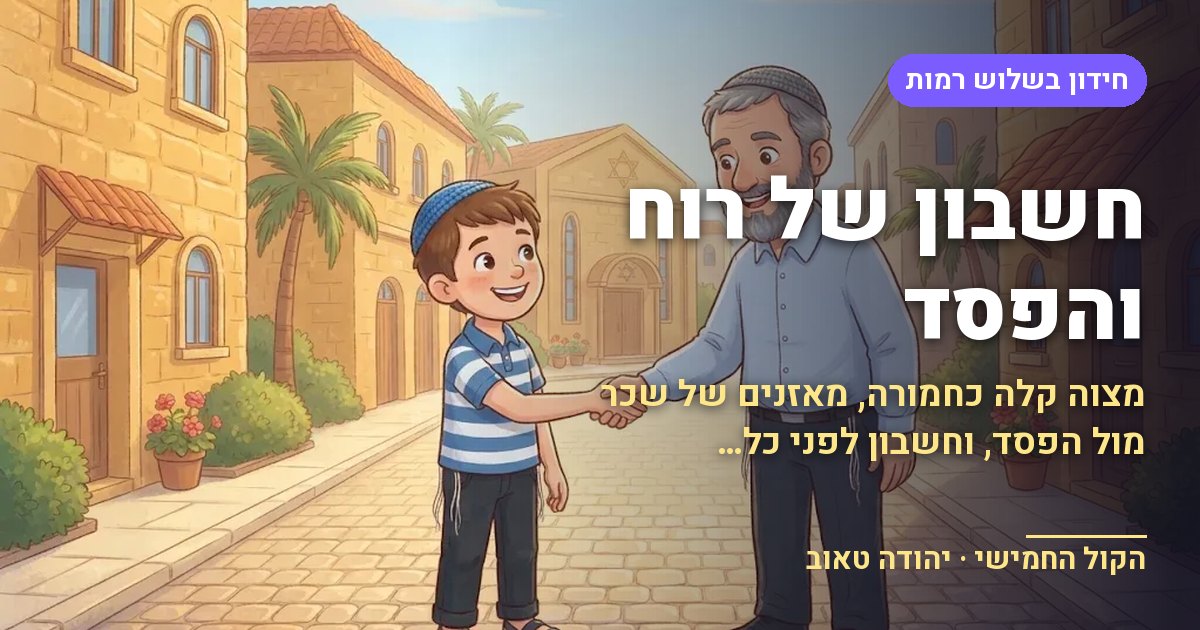 חידון בשלוש רמות
חשבון של רוח
והפסד
מצוה קלה כחמורה, מאזנים של שכר
מול הפסד, וחשבון לפני כל...
הקול החמישי · יהודה טאוב